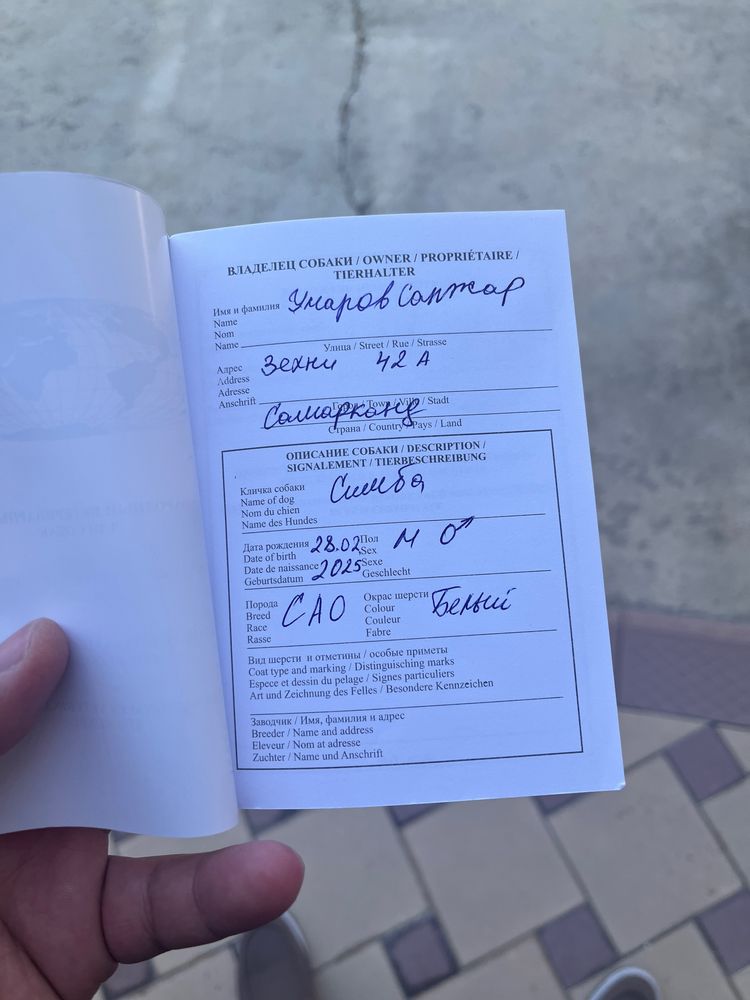 ВЛАДЕЛЕЦ СОБАКИ / OWNER / PROPRIÉTAIRE /
TIERHALTER
Имя и фамилия Умаров Санжар
Name
Nom
Name
Улица / Street / Rue / Strasse
Адрес Зехни 42 А
Address
Adresse
Anschrift
Город / Town / Ville / Stadt
Самарканд
Страна / Country / Pays / Land
ОПИСАНИЕ СОБАКИ / DESCRIPTION /
SIGNALEMENT / TIERBESCHREIBUNG
Кличка собаки Симба
Name of dog
Nom du chien
Name des Hundes
Дата рождения 28.02 Пол М ♂
Date of birth Sex
Date de naissance 2025 Sexe
Geburtsdatum Geschlecht
Порода САО Окрас шерсти Белый
Breed Colour
Race Couleur
Rasse Fabre
Вид шерсти и отметины / особые приметы
Coat type and marking / Distinguisching marks
Espece et dessin du pelage / Signes particuliers
Art und Zeichnung des Felles / Besondere Kennzeichen
Заводчик / Имя, фамилия и адрес
Breeder / Name and address
Eleveur / Nom at adresse
Zuchter / Name und Anschrift